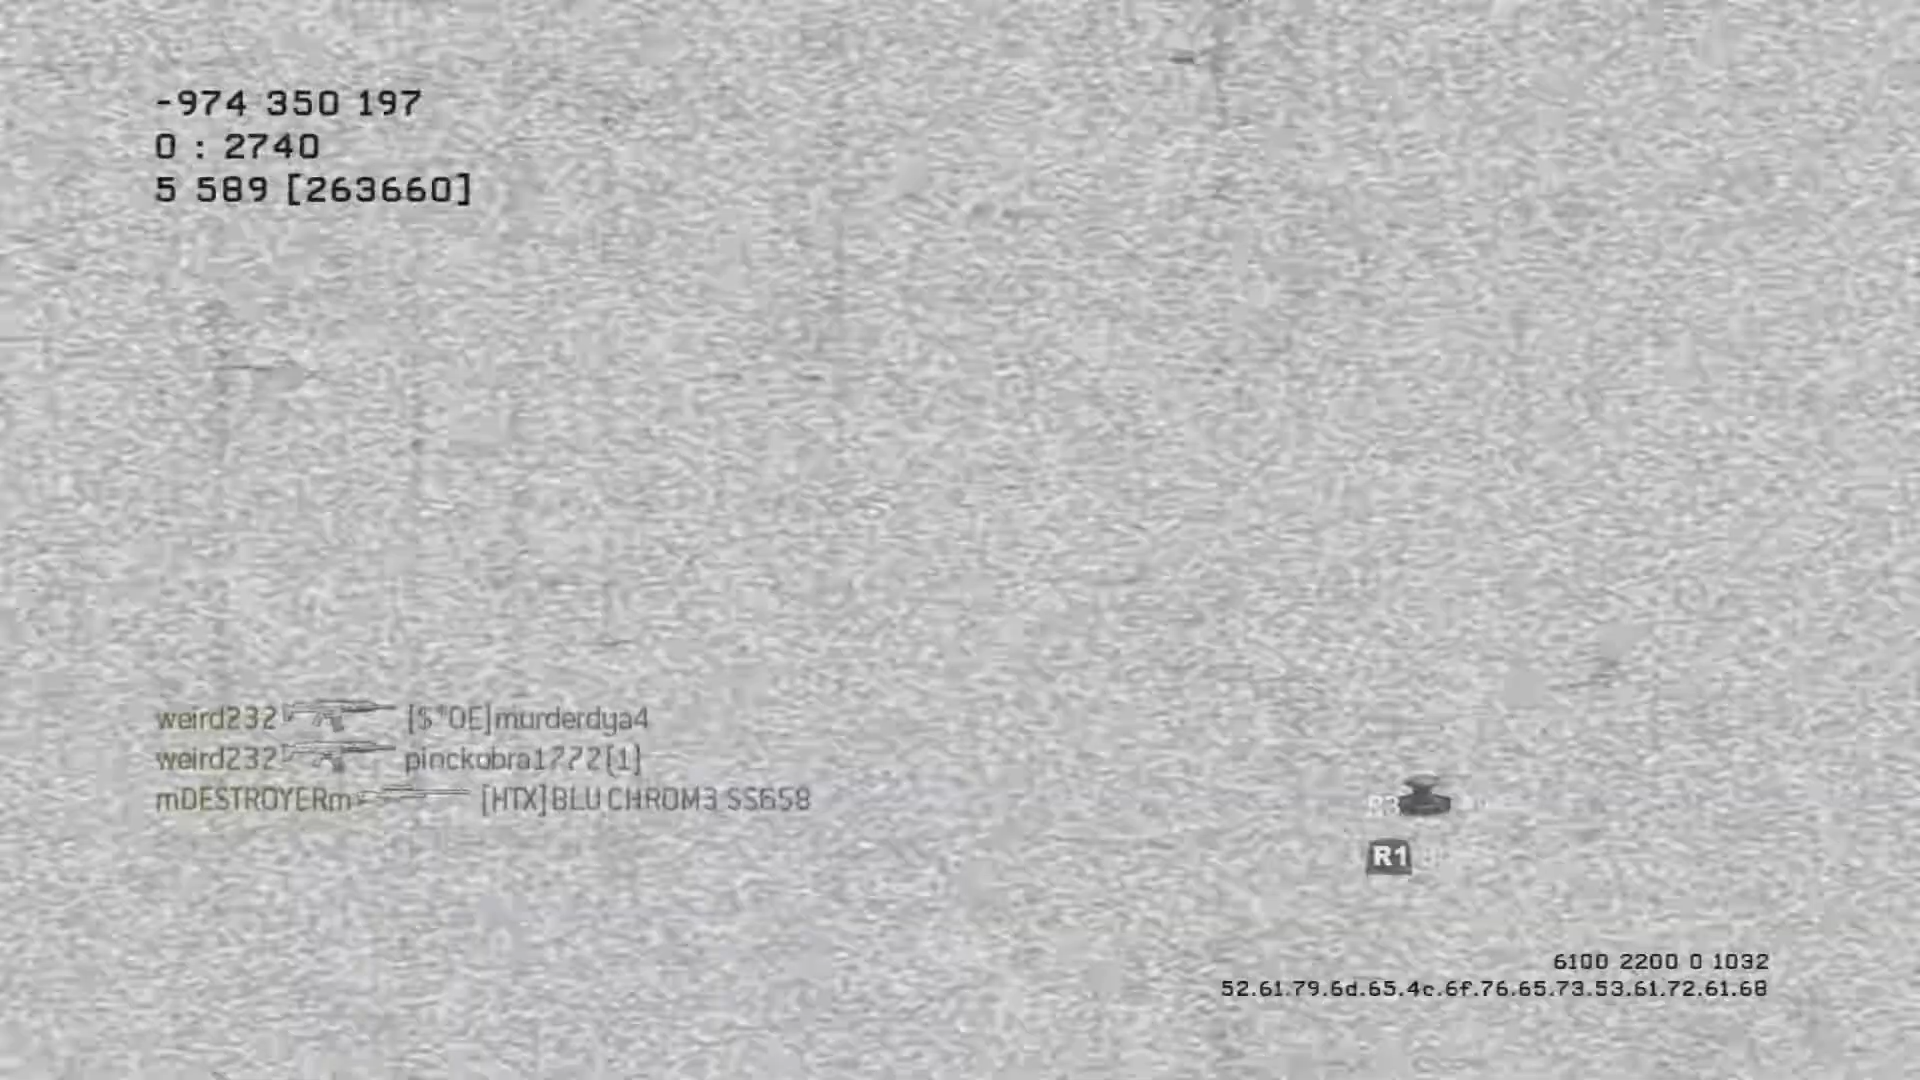 -974 350 197
0 : 2740
5 589 [263660]
weird232 [$*OE]murderdya4
weird232 pinckobra1772[1]
mDESTROYERm [HTX]BLU CHROM3 SS658
R3
R1
6100 2200 0 1032
52.61.79.6d.65.4c.6f.76.65.73.53.61.72.61.68